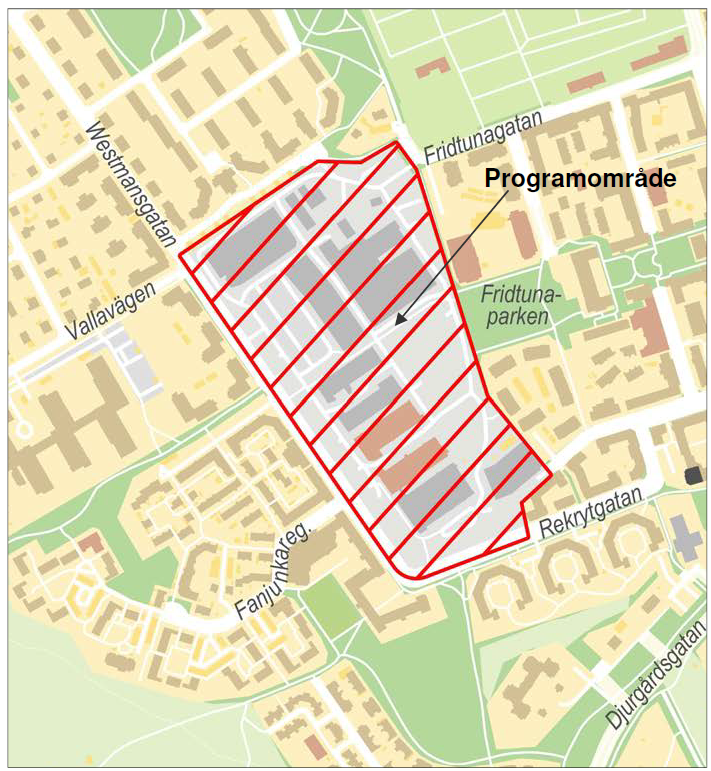 Westmansgatan
Fridtunagatan
Programområde
Vallavägen
Fridtuna-
parken
Rekrytgatan
Fanjunkareg.
Djurgårdsgatan